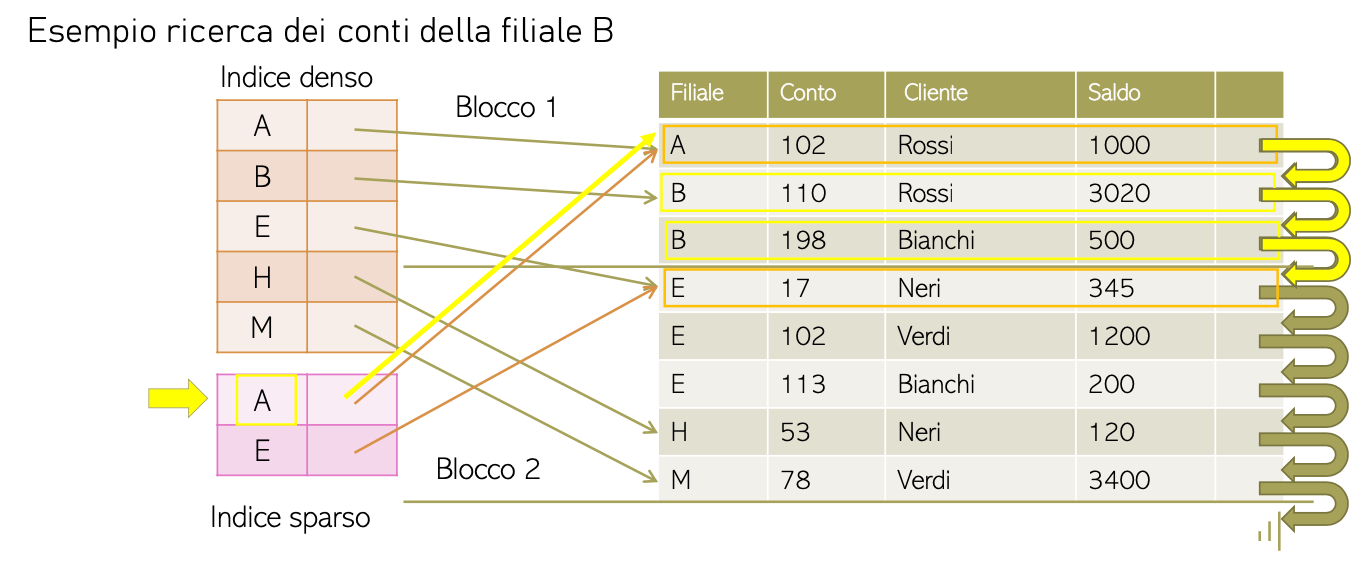 Esempio ricerca dei conti della filiale B
Indice denso
A
B
E
H
M
A
E
Indice sparso
Blocco 1
Blocco 2
Filiale Conto Cliente Saldo
A 102 Rossi 1000
B 110 Rossi 3020
B 198 Bianchi 500
E 17 Neri 345
E 102 Verdi 1200
E 113 Bianchi 200
H 53 Neri 120
M 78 Verdi 3400